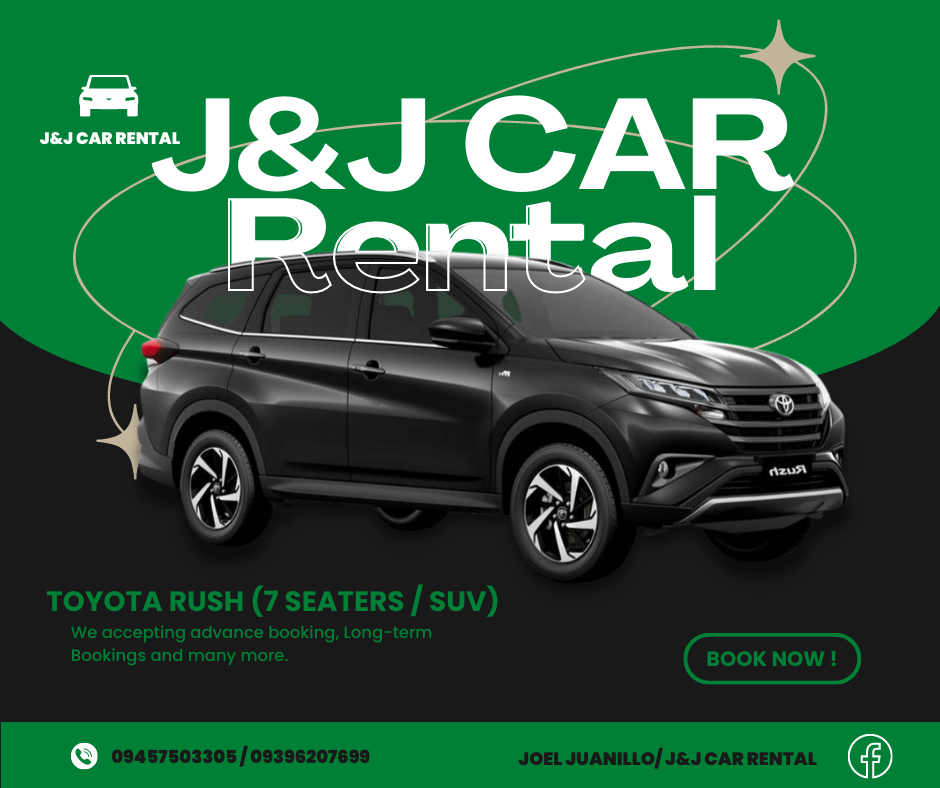 J&J CAR RENTAL
J&J CAR
Rental
Rush
TOYOTA RUSH (7 SEATERS / SUV)
We accepting advance booking, Long-term
Bookings and many more.
BOOK NOW !
09457503305 / 09396207699
JOEL JUANILLO/ J&J CAR RENTAL